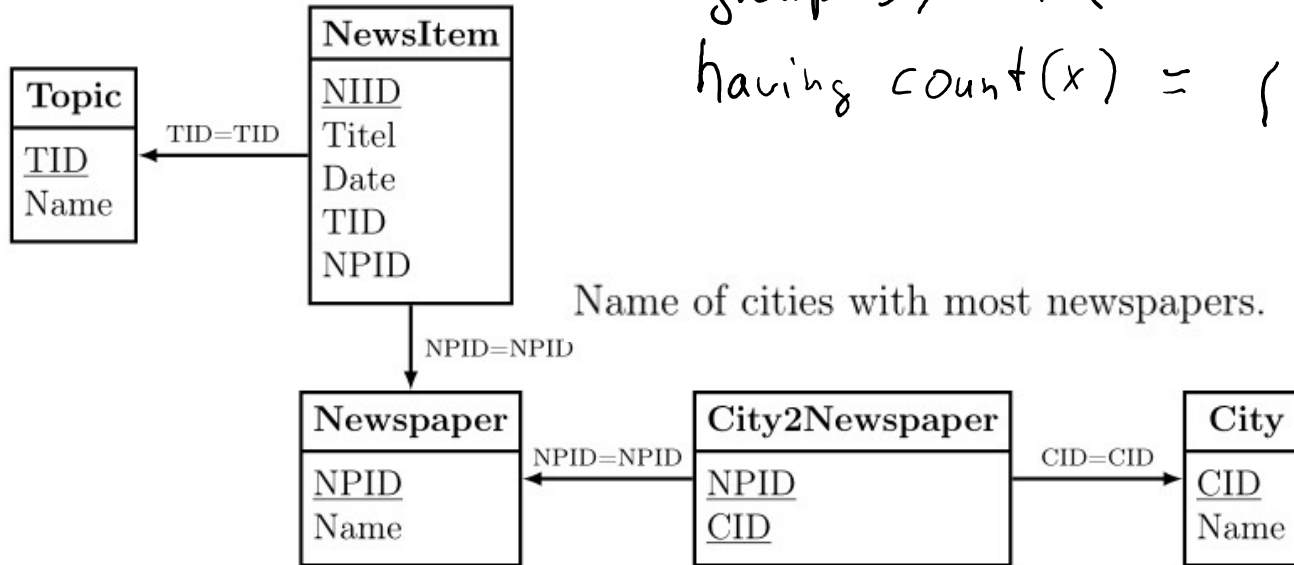 having count(x) = (
NewsItem
NIID
Titel
Date
TID
NPID
Topic
TID
Name
TID=TID
Name of cities with most newspapers.
NPID=NPID
Newspaper
NPID
Name
NPID=NPID
City2Newspaper
NPID
CID
CID=CID
City
CID
Name